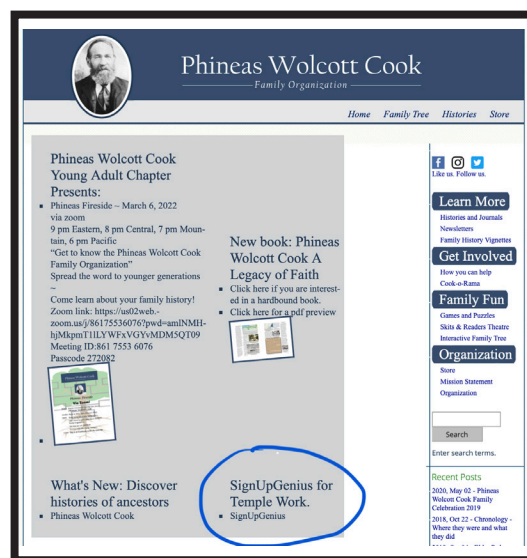 Phineas Wolcott Cook
Family Organization
Home Family Tree Histories Store
Phineas Wolcott Cook
Young Adult Chapter
Presents:
Phineas Fireside – March 6, 2022
via zoom
9 pm Eastern, 8 pm Central, 7 pm Moun-
tain, 6 pm Pacific
“Get to know the Phineas Wolcott Cook
Family Organization”
Spread the word to younger generations
~
Come learn about your family history!
Zoom link: https://us02web.-
zoom.us/j/86175536076?pwd=amlNMH-
hjMkpmT1lLYWFxVGYvMDM5QT09
Meeting ID:861 7553 6076
Passcode 272082
New book: Phineas
Wolcott Cook A
Legacy of Faith
Click here if you are interest-
ed in a hardbound book.
Click here for a pdf preview
What's New: Discover
histories of ancestors
Phineas Wolcott Cook
SignUpGenius for
Temple Work.
SignUpGenius
Like us. Follow us.
Learn More
Histories and Journals
Newsletters
Family History Vignettes
Get Involved
How you can help
Cook-o-Rama
Family Fun
Games and Puzzles
Skits & Readers Theatre
Interactive Family Tree
Organization
Store
Mission Statement
Organization
Search
Enter search terms.
Recent Posts
2020, May 02 - Phineas
Wolcott Cook Family
Celebration 2019
2018, Oct 22 - Chronology -
Where they were and what
they did